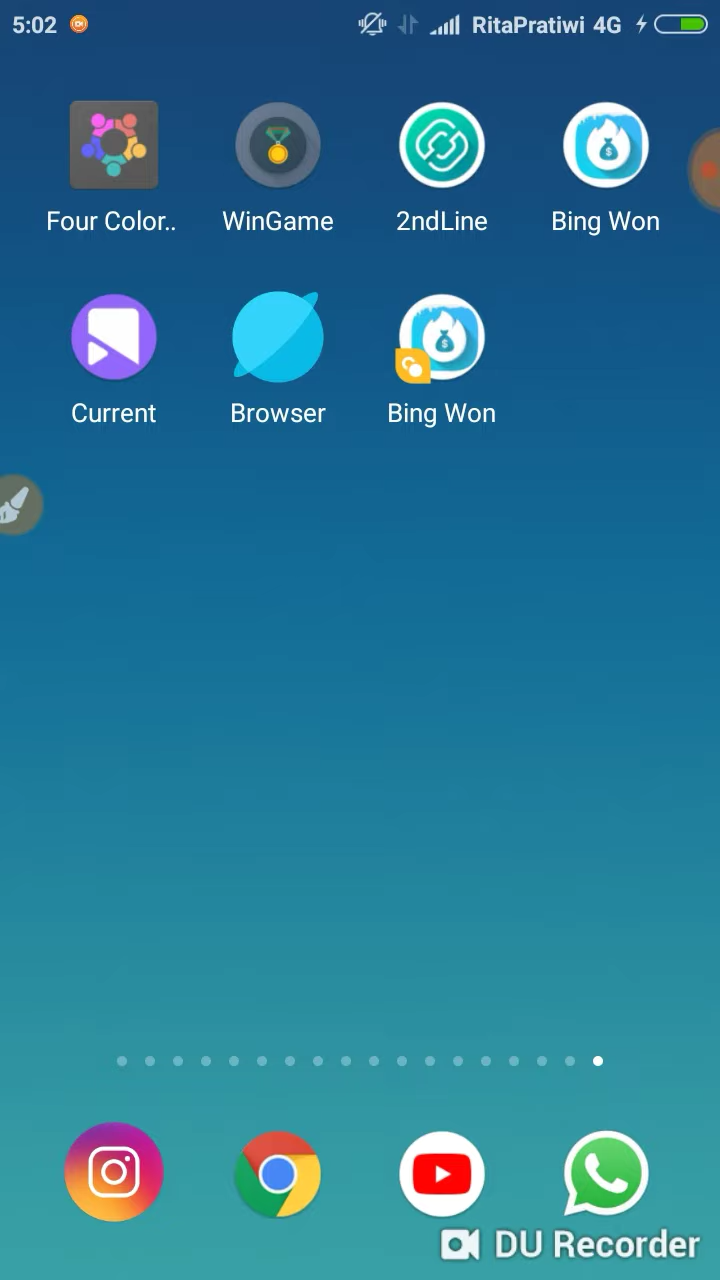 5:02 RitaPratiwi 4G
Four Color.. WinGame 2ndLine Bing Won
Current Browser Bing Won
DU Recorder